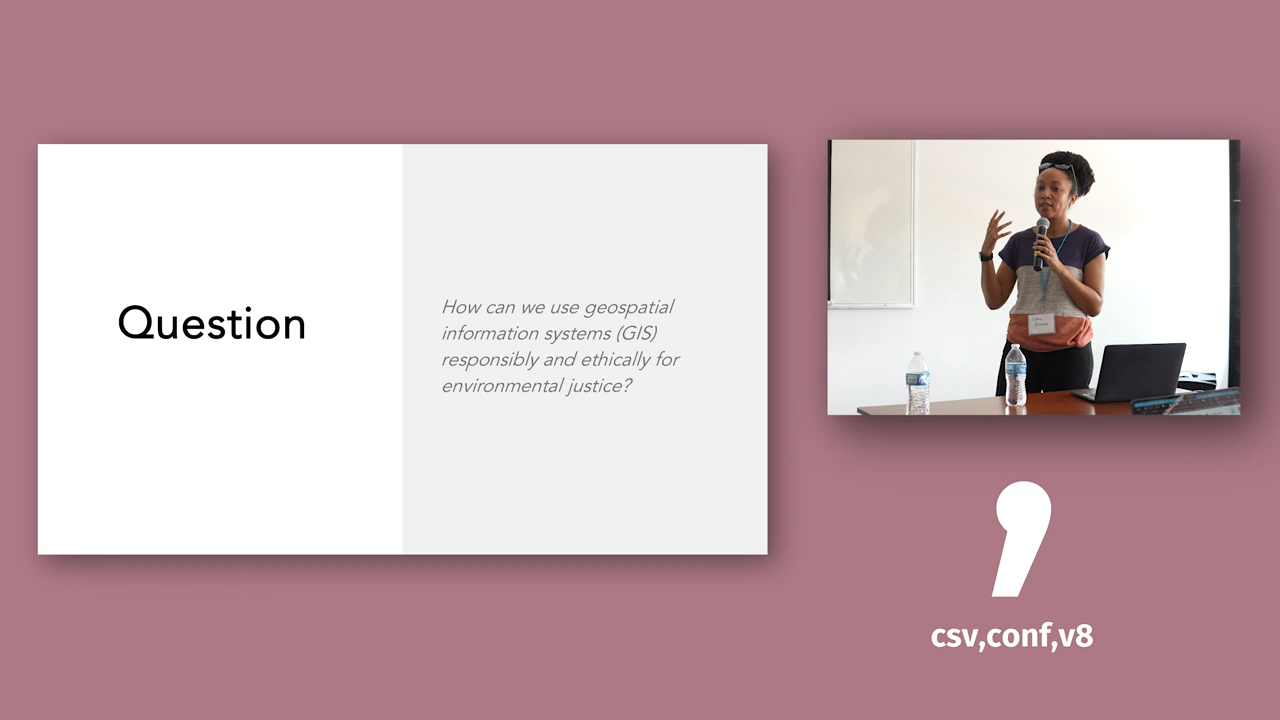 Question
How can we use geospatial
information systems (GIS)
responsibly and ethically for
environmental justice?
csv,conf,v8